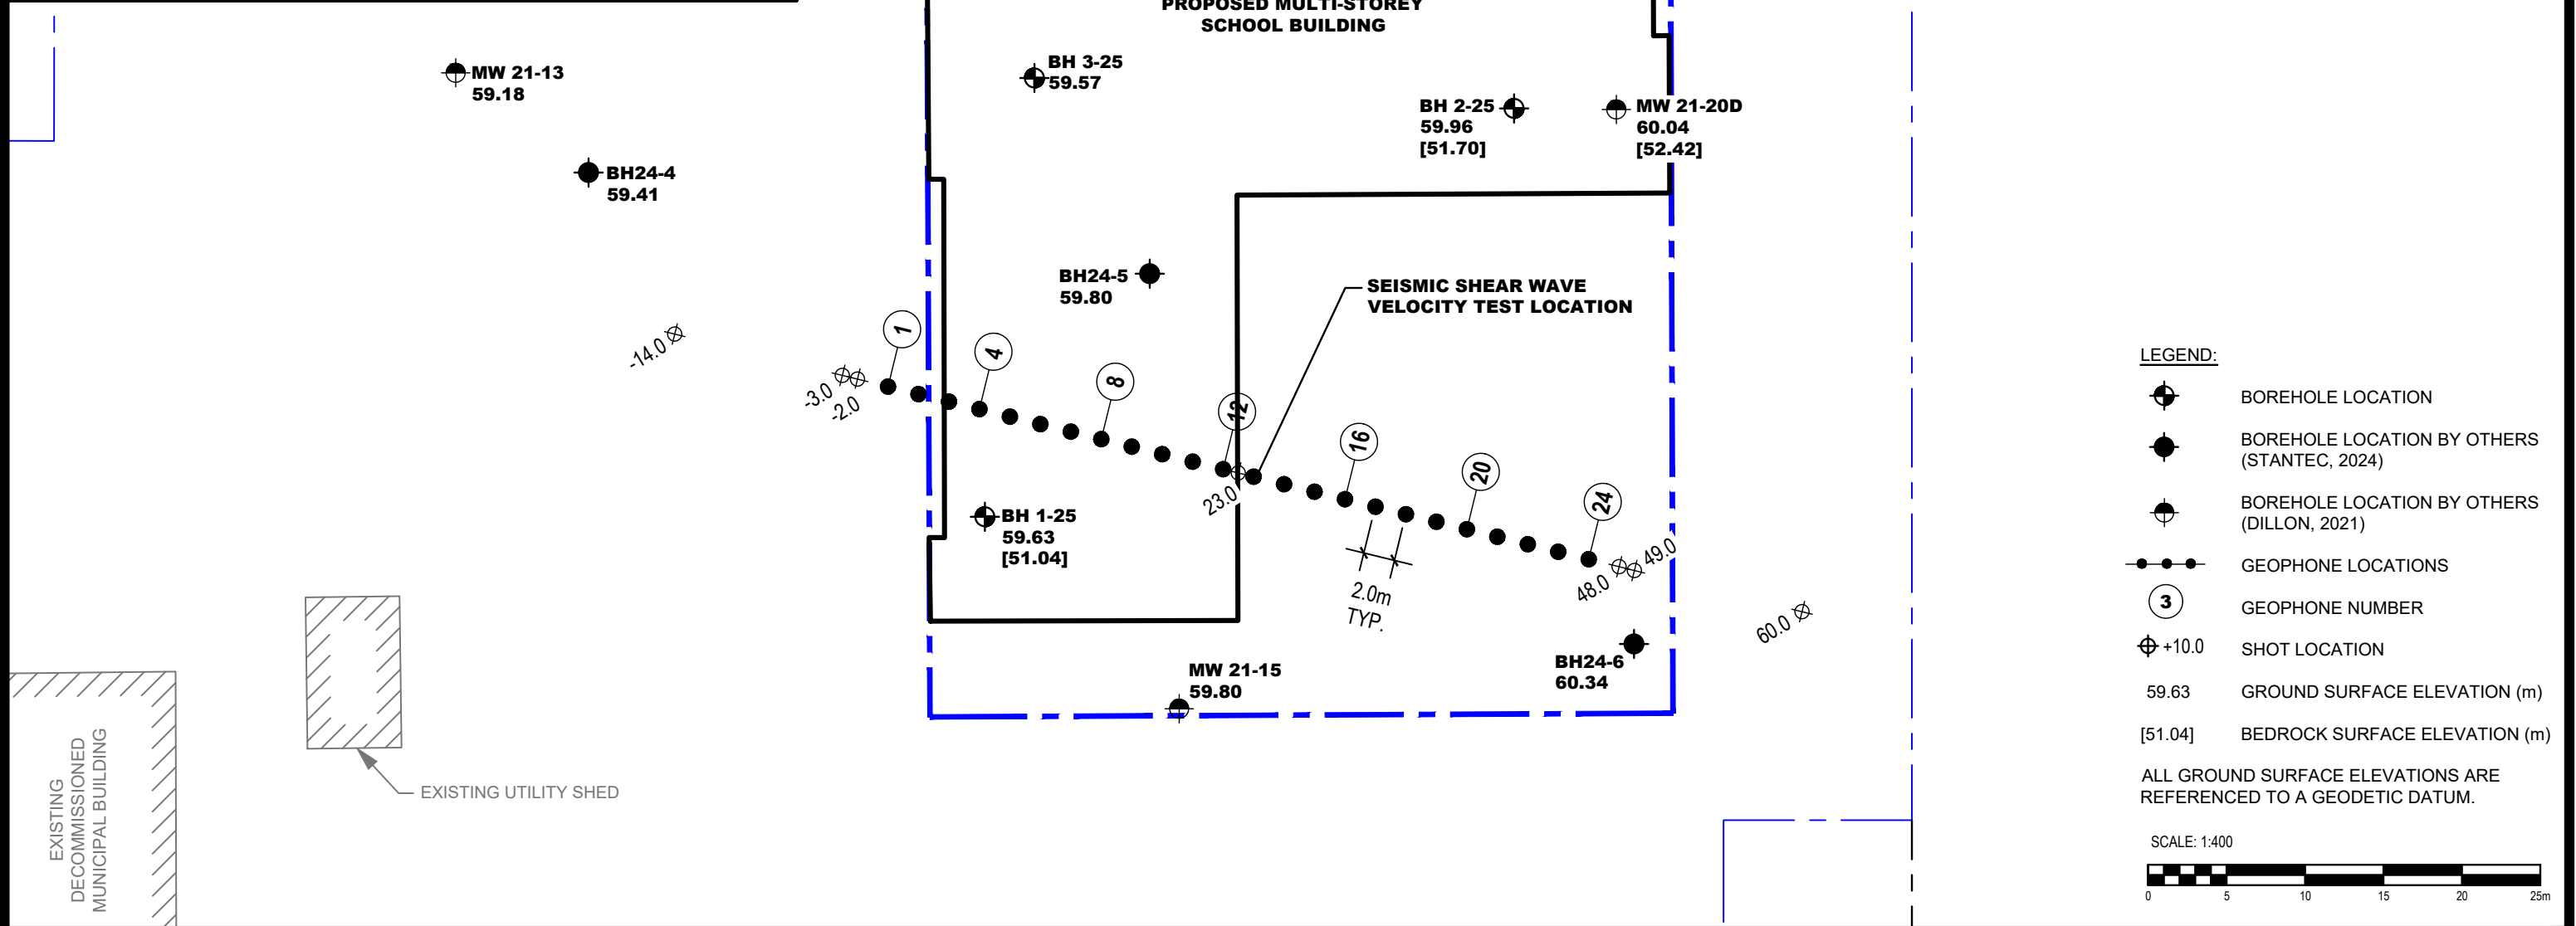 PROPOSED MULTI-STOREY
SCHOOL BUILDING
MW 21-13
59.18
BH 3-25
59.57
BH 2-25
59.96
[51.70]
MW 21-20D
60.04
[52.42]
BH24-4
59.41
BH24-5
59.80
SEISMIC SHEAR WAVE
VELOCITY TEST LOCATION
-14.0
-3.0
-2.0
1
4
8
12
16
20
24
23.0
48.0
49.0
60.0
2.0m
TYP.
BH 1-25
59.63
[51.04]
MW 21-15
59.80
BH24-6
60.34
EXISTING
DECOMMISSIONED
MUNICIPAL BUILDING
EXISTING UTILITY SHED
LEGEND:
BOREHOLE LOCATION
BOREHOLE LOCATION BY OTHERS
(STANTEC, 2024)
BOREHOLE LOCATION BY OTHERS
(DILLON, 2021)
GEOPHONE LOCATIONS
3 GEOPHONE NUMBER
+10.0 SHOT LOCATION
59.63 GROUND SURFACE ELEVATION (m)
[51.04] BEDROCK SURFACE ELEVATION (m)
ALL GROUND SURFACE ELEVATIONS ARE
REFERENCED TO A GEODETIC DATUM.
SCALE: 1:400
0 5 10 15 20 25m